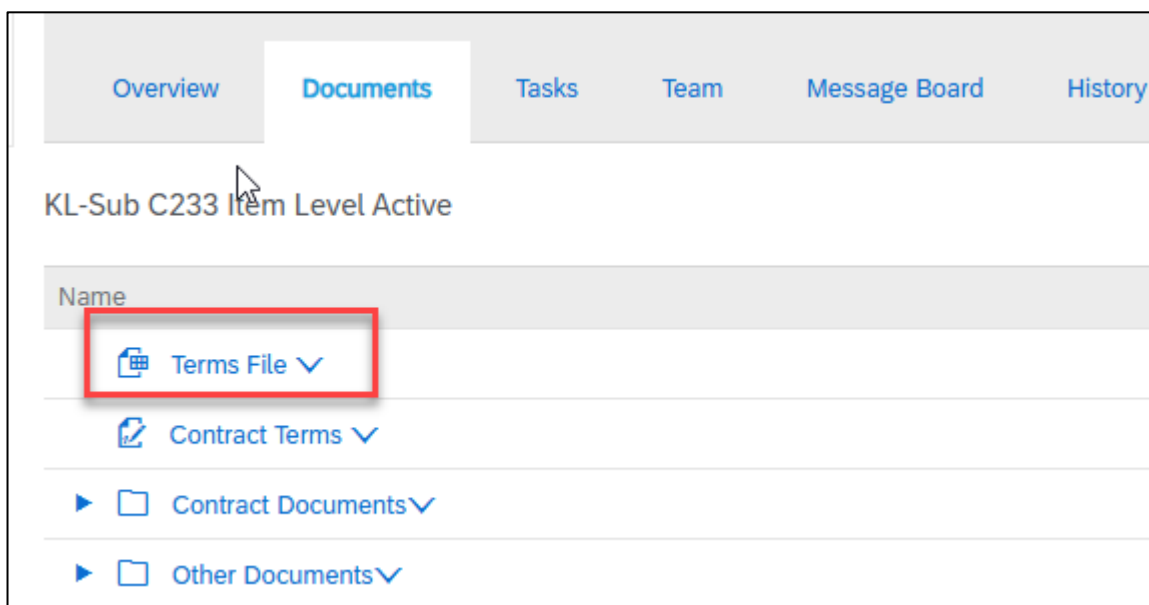 Overview Documents Tasks Team Message Board History
KL-Sub C233 Item Level Active
Name
Terms File
Contract Terms
Contract Documents
Other Documents